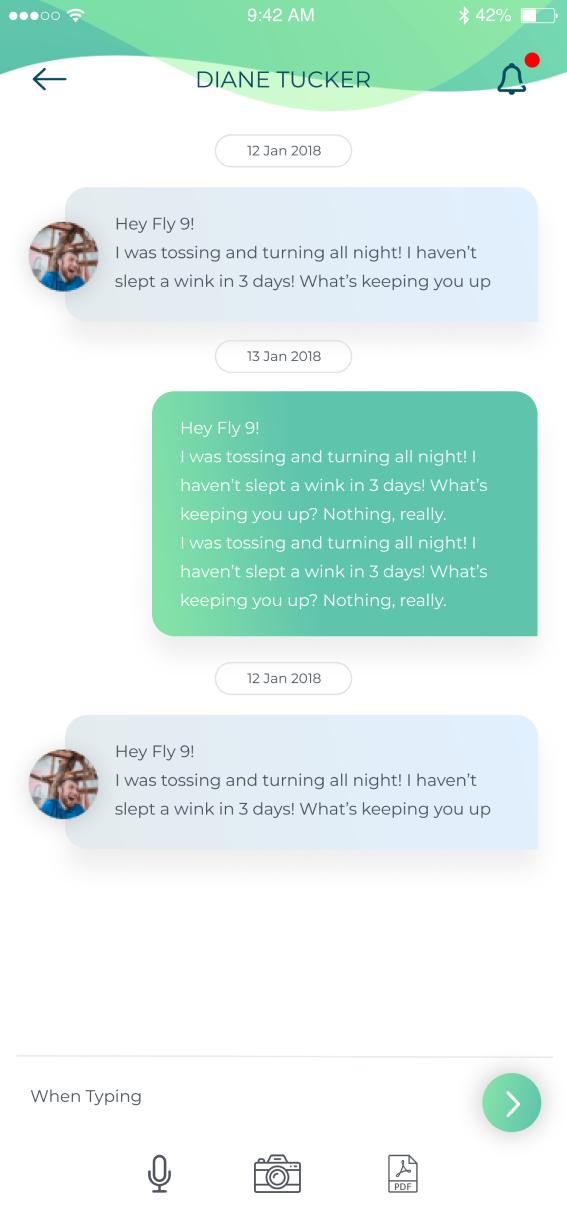 9:42 AM
42%
DIANE TUCKER
12 Jan 2018
Hey Fly 9!
I was tossing and turning all night! I haven’t
slept a wink in 3 days! What’s keeping you up
13 Jan 2018
Hey Fly 9!
I was tossing and turning all night! I
haven’t slept a wink in 3 days! What’s
keeping you up? Nothing, really.
I was tossing and turning all night! I
haven’t slept a wink in 3 days! What’s
keeping you up? Nothing, really.
12 Jan 2018
Hey Fly 9!
I was tossing and turning all night! I haven’t
slept a wink in 3 days! What’s keeping you up
When Typing
PDF